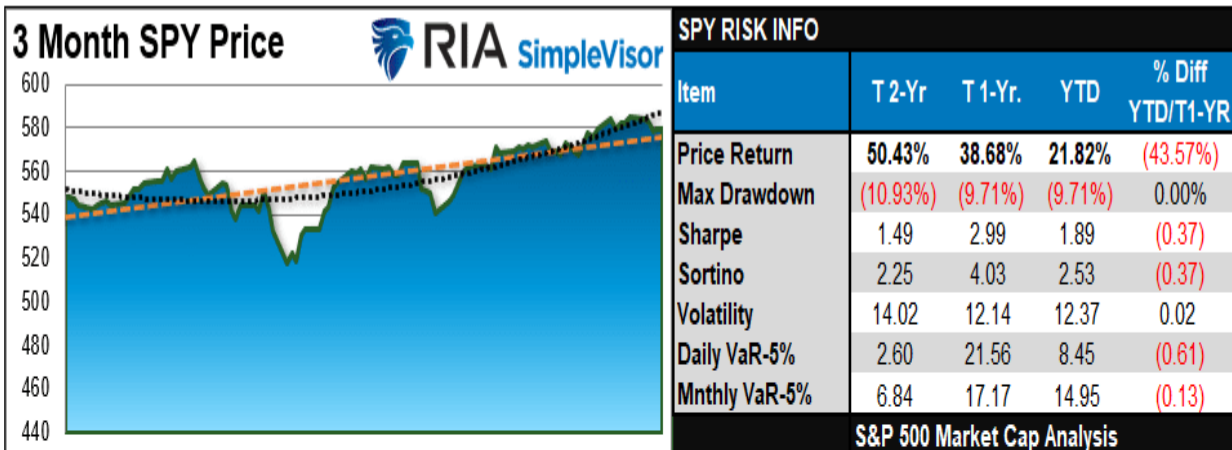 3 Month SPY Price
RIA SimpleVisor
600
580
560
540
520
500
480
460
440
SPY RISK INFO
Item T 2-Yr T 1-Yr. YTD % Diff YTD/T1-YR
Price Return 50.43% 38.68% 21.82% (43.57%)
Max Drawdown (10.93%) (9.71%) (9.71%) 0.00%
Sharpe 1.49 2.99 1.89 (0.37)
Sortino 2.25 4.03 2.53 (0.37)
Volatility 14.02 12.14 12.37 0.02
Daily VaR-5% 2.60 21.56 8.45 (0.61)
Mnthly VaR-5% 6.84 17.17 14.95 (0.13)
S&P 500 Market Cap Analysis